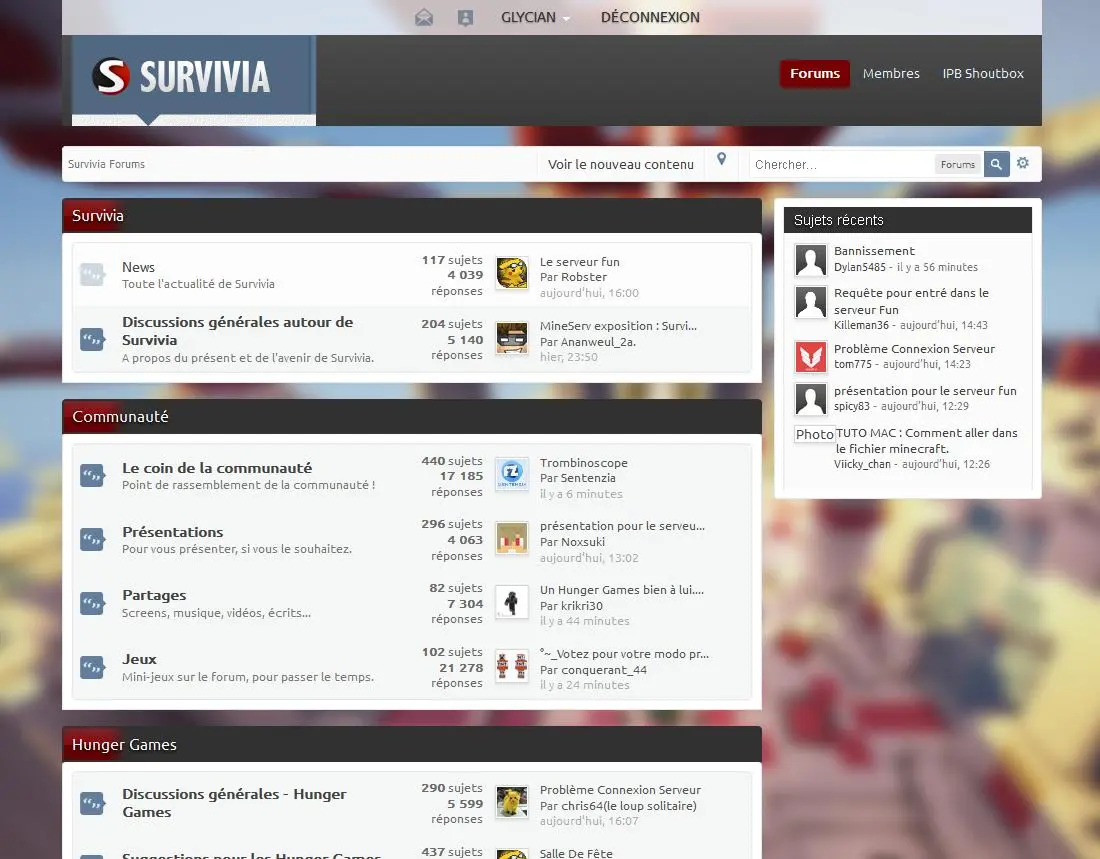 GLYCIAN
DÉCONNEXION
S SURVIVIA
Forums
Membres
IPB Shoutbox
Survivia Forums
Voir le nouveau contenu
Chercher...
Forums
Survivia
News
Toute l'actualité de Survivia
117 sujets
4 039
réponses
Le serveur fun
Par Robster
aujourd'hui, 16:00
Discussions générales autour de
Survivia
A propos du présent et de l'avenir de Survivia.
204 sujets
5 140
réponses
MineServ exposition : Survi...
Par Ananweul_2a.
hier, 23:50
Communauté
Le coin de la communauté
Point de rassemblement de la communauté !
440 sujets
17 185
réponses
Trombinoscope
Par Sentenzia
il y a 6 minutes
Présentations
Pour vous présenter, si vous le souhaitez.
296 sujets
4 063
réponses
présentation pour le serveu...
Par Noxsuki
aujourd'hui, 13:02
Partages
Screens, musique, vidéos, écrits...
82 sujets
7 304
réponses
Un Hunger Games bien à lui....
Par krikri30
il y a 44 minutes
Jeux
Mini-jeux sur le forum, pour passer le temps.
102 sujets
21 278
réponses
°~_Votez pour votre modo pr...
Par conquerant_44
il y a 24 minutes
Hunger Games
Discussions générales - Hunger
Games
290 sujets
5 599
réponses
Problème Connexion Serveur
Par chris64(le loup solitaire)
aujourd'hui, 16:07
Suggestions pour les Hunger Games
437 sujets
Salle De Fête
Sujets récents
Bannissement
Dylan5485 - il y a 56 minutes
Requête pour entré dans le
serveur Fun
Killeman36 - aujourd'hui, 14:43
Problème Connexion Serveur
tom775 - aujourd'hui, 14:23
présentation pour le serveur fun
spicy83 - aujourd'hui, 12:29
Photo
TUTO MAC : Comment aller dans
le fichier minecraft.
Viicky_chan - aujourd'hui, 12:26